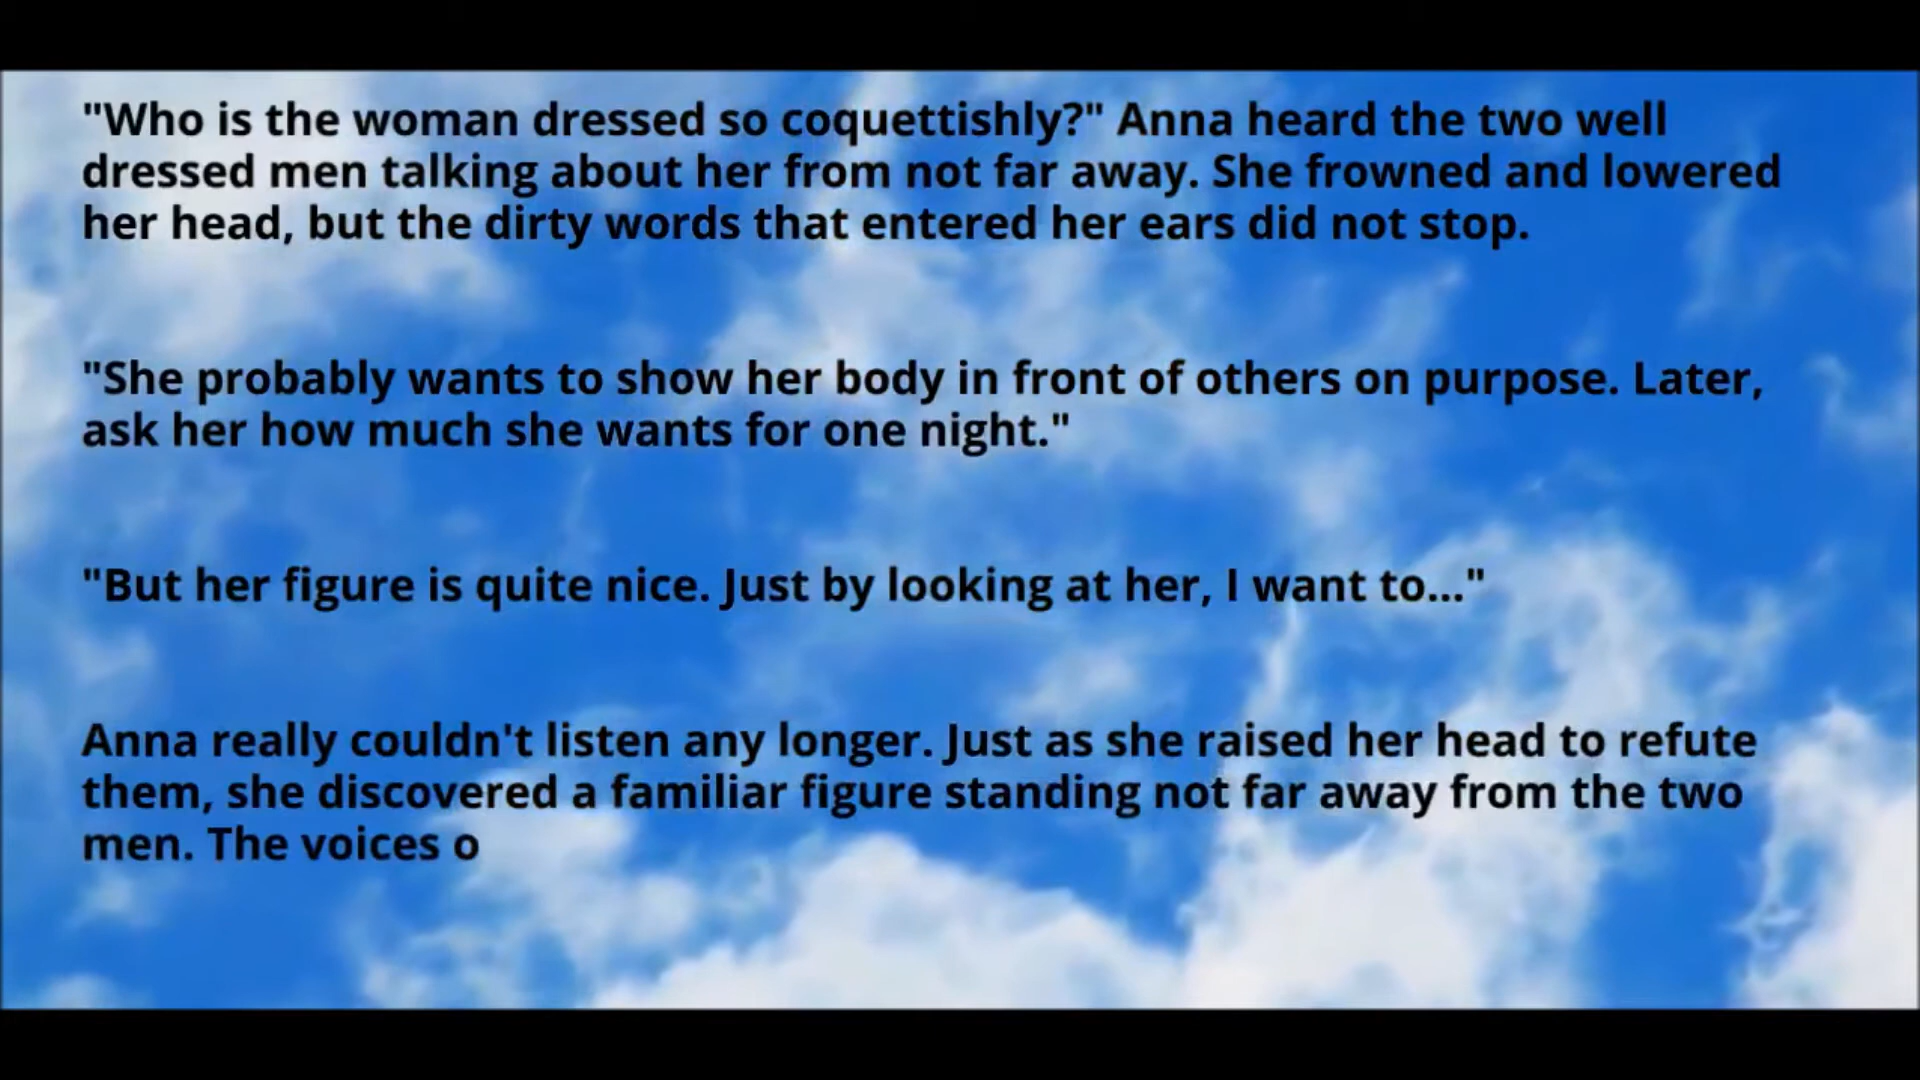 "Who is the woman dressed so coquettishly?" Anna heard the two well
dressed men talking about her from not far away. She frowned and lowered
her head, but the dirty words that entered her ears did not stop.
"She probably wants to show her body in front of others on purpose. Later,
ask her how much she wants for one night."
"But her figure is quite nice. Just by looking at her, I want to..."
Anna really couldn't listen any longer. Just as she raised her head to refute
them, she discovered a familiar figure standing not far away from the two
men. The voices o